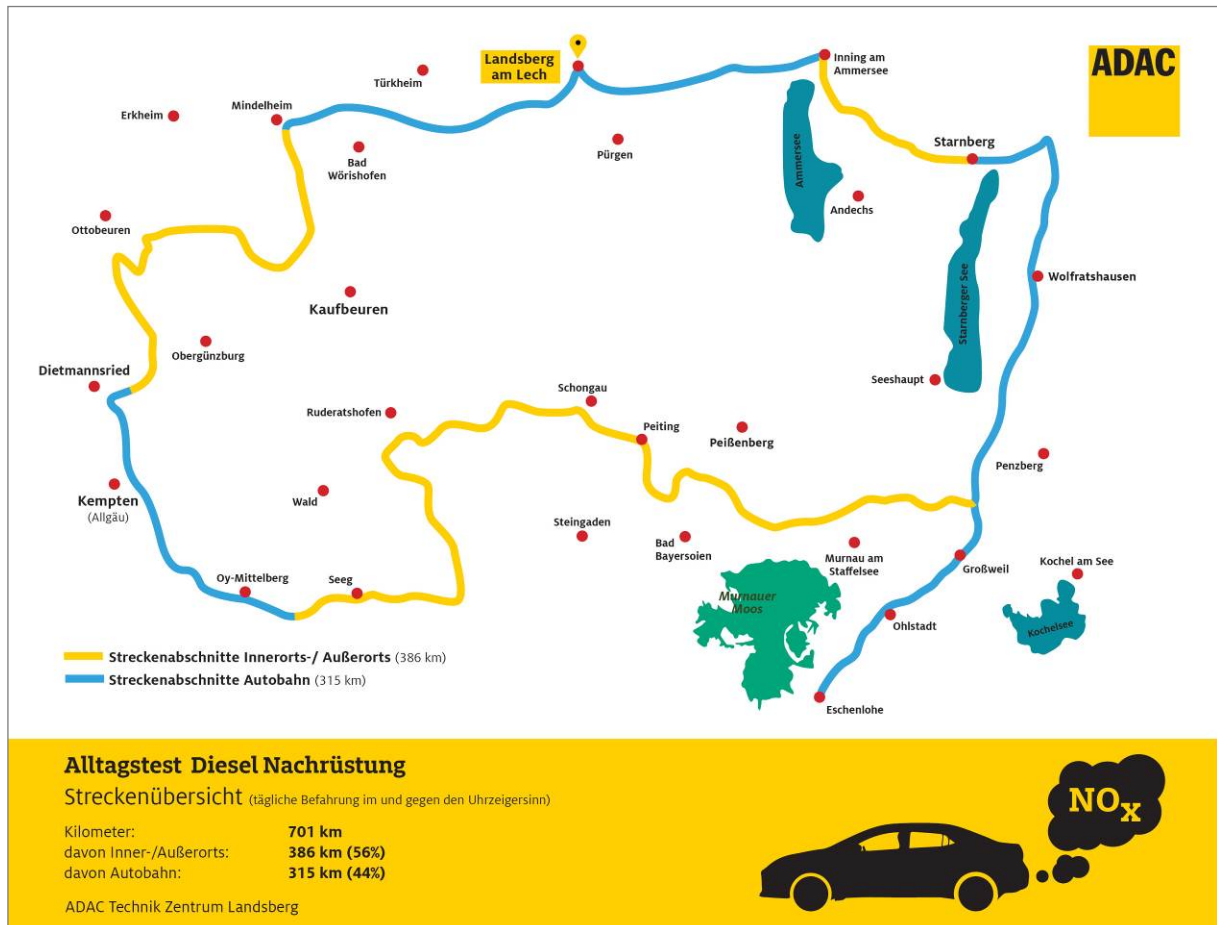 ADAC
Landsberg
am Lech
Inning am
Ammersee
Türkheim
Mindelheim
Erkheim
Bad
Wörishofen
Pürgen
Starnberg
Ammersee
Andechs
Ottobeuren
Starnberger See
Wolfratshausen
Kaufbeuren
Obergünzburg
Dietmannsried
Seeshaupt
Schongau
Ruderatshofen
Peiting
Peißenberg
Penzberg
Kempten
(Allgäu)
Wald
Steingaden
Bad
Bayersoien
Murnau am
Staffelsee
Großweil
Kochel am See
Oy-Mittelberg
Seeg
Murnauer
Moos
Ohlstadt
Kochelsee
Eschenlohe
Streckenabschnitte Innerorts-/ Außerorts (386 km)
Streckenabschnitte Autobahn (315 km)
Alltagstest Diesel Nachrüstung
Streckenübersicht (tägliche Befahrung im und gegen den Uhrzeigersinn)
Kilometer: 701 km
davon Inner-/Außerorts: 386 km (56%)
davon Autobahn: 315 km (44%)
ADAC Technik Zentrum Landsberg
NOx